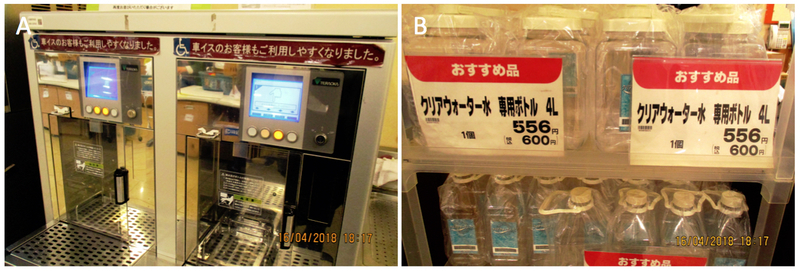 A
車イスのお客様もご利用しやすくなりました。
車イスのお客様もご利用しやすくなりました。
TERAOKA
16/04/2018 18:17
B
おすすめ品
クリアウォーター水 専用ボトル 4L
1個
556円
税込 600円
おすすめ品
クリアウォーター水 専用ボトル 4L
1個
556円
税込 600円
おすすめ品
16/04/2018 18:17